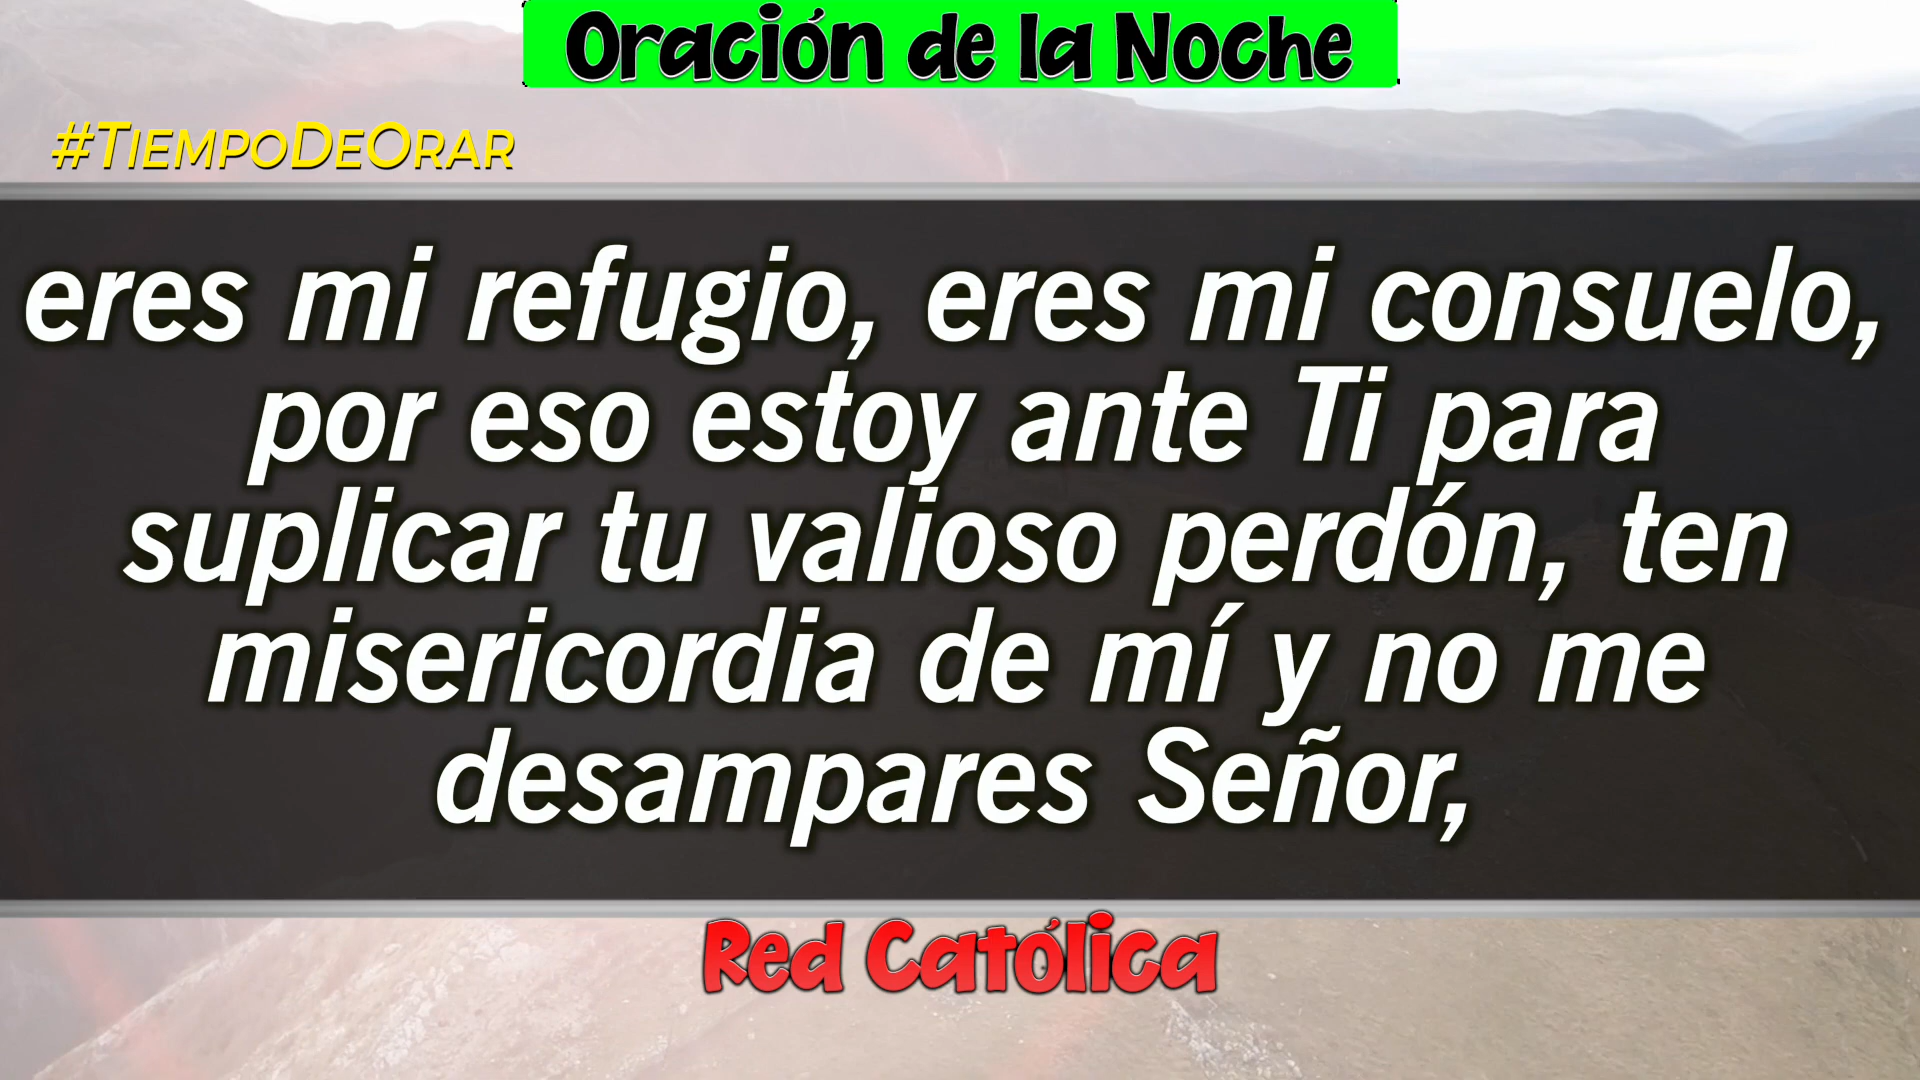 Oración de la Noche
#TiempoDeOrar
eres mi refugio, eres mi consuelo,
por eso estoy ante Ti para
suplicar tu valioso perdón, ten
misericordia de mí y no me
desampares Señor,
Red Católica